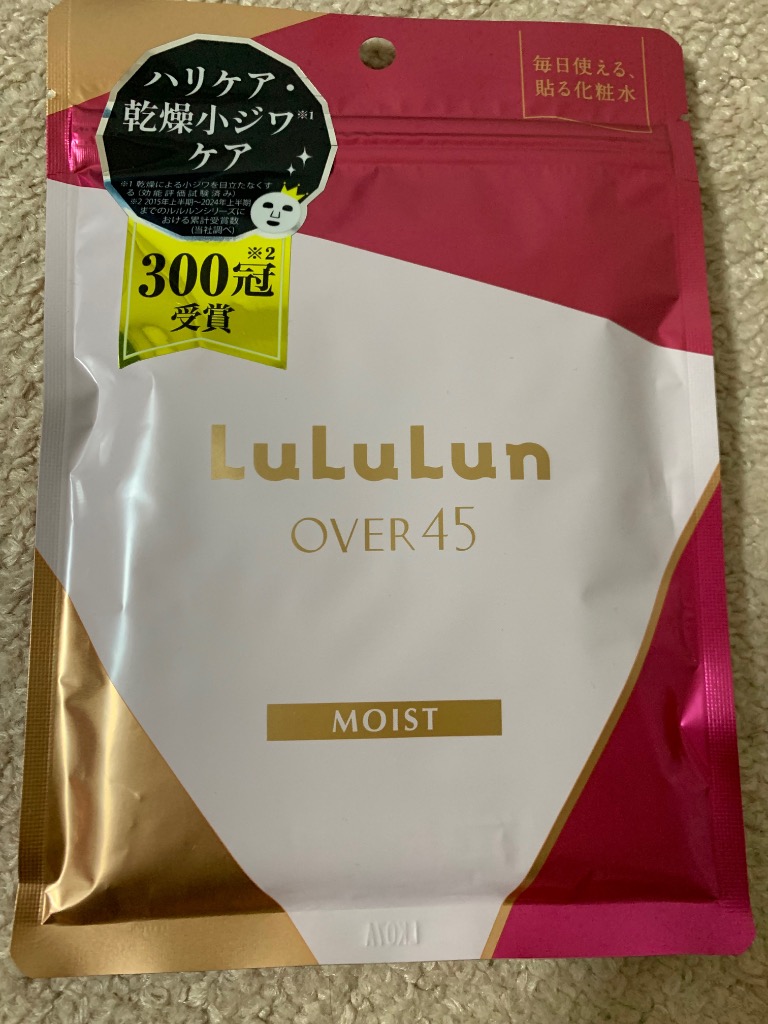 ハリケア・
乾燥小ジワ※1
ケア
※1 乾燥による小ジワを目立たなくす
る(効能評価試験済み)
※2 2015年上半期〜2024年上半期
までのルルルンシリーズに
おける累計受賞数
(当社調べ)
300冠※2
受賞
毎日使える、
貼る化粧水
LuLuLun
OVER45
MOIST